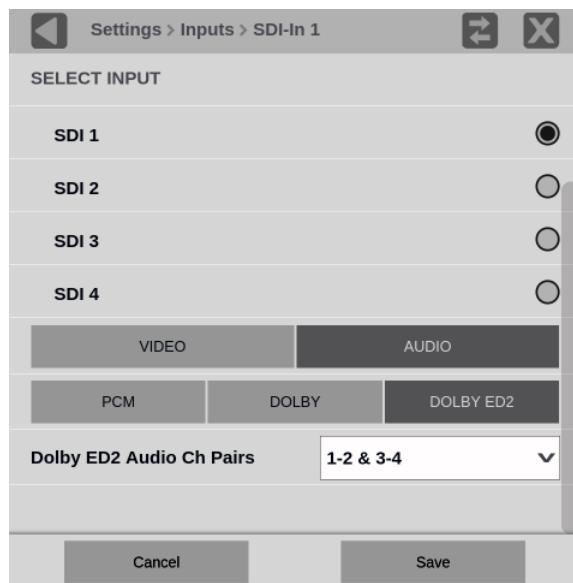 Settings > Inputs > SDI-In 1
SELECT INPUT
SDI 1
SDI 2
SDI 3
SDI 4
VIDEO AUDIO
PCM DOLBY DOLBY ED2
Dolby ED2 Audio Ch Pairs 1-2 & 3-4
Cancel Save